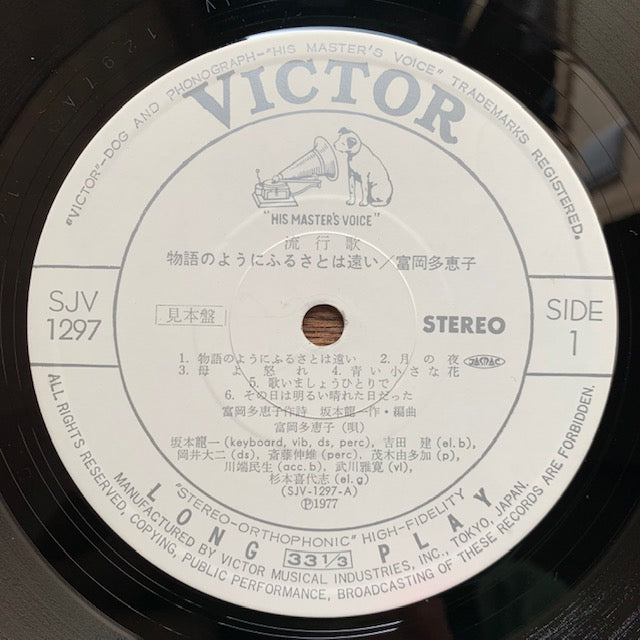 "VICTOR"–DOG AND PHONOGRAPH–"HIS MASTER'S VOICE" TRADEMARKS REGISTERED.
VICTOR
"HIS MASTER'S VOICE"
流行歌
物語のようにふるさとは遠い／富岡多恵子
SJV
1297
見本盤
STEREO
SIDE
1
1. 物語のようにふるさとは遠い 2. 月の夜
JASRAC
3. 母よ怒れ 4. 青い小さな花
5. 歌いましょうひとりで
6. その日は明るい晴れた日だった
富岡多恵子作詩 坂本龍一作・編曲
富岡多恵子(唄)
坂本龍一(keyboard, vib, ds, perc), 吉田 建(el.b),
岡井大二(ds), 斎藤伸雄(perc), 茂木由多加(p),
川端民生(acc.b), 武川雅寛(vl),
杉本喜代志(el.g)
(SJV-1297-A)
Ⓟ1977
"STEREO-ORTHOPHONIC" HIGH-FIDELITY
LONG 33 1/3 PLAY
ALL RIGHTS RESERVED. COPYING, PUBLIC PERFORMANCE, BROADCASTING OF THESE RECORDS ARE FORBIDDEN.
MANUFACTURED BY VICTOR MUSICAL INDUSTRIES, INC., TOKYO, JAPAN.